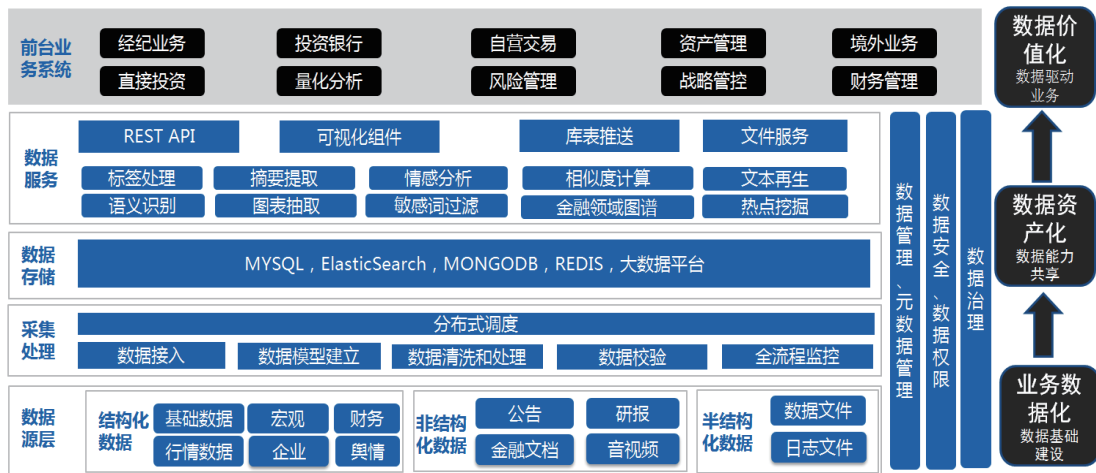 前台业
务系统
经纪业务 投资银行 自营交易 资产管理 境外业务
直接投资 量化分析 风险管理 战略管控 财务管理
数据
服务
REST API 可视化组件 库表推送 文件服务
标签处理 摘要提取 情感分析 相似度计算 文本再生
语义识别 图表抽取 敏感词过滤 金融领域图谱 热点挖掘
数据
存储
MYSQL，ElasticSearch，MONGODB，REDIS，大数据平台
采集
处理
分布式调度
数据接入 数据模型建立 数据清洗和处理 数据校验 全流程监控
数据
源层
结构化
数据
基础数据 宏观 财务
行情数据 企业 舆情
非结构
化数据
公告 研报
金融文档 音视频
半结构
化数据
数据文件
日志文件
数据管理、元数据管理
数据安全、数据权限
数据治理
数据价
值化
数据驱动
业务
数据资
产化
数据能力
共享
业务数
据化
数据基础
建设